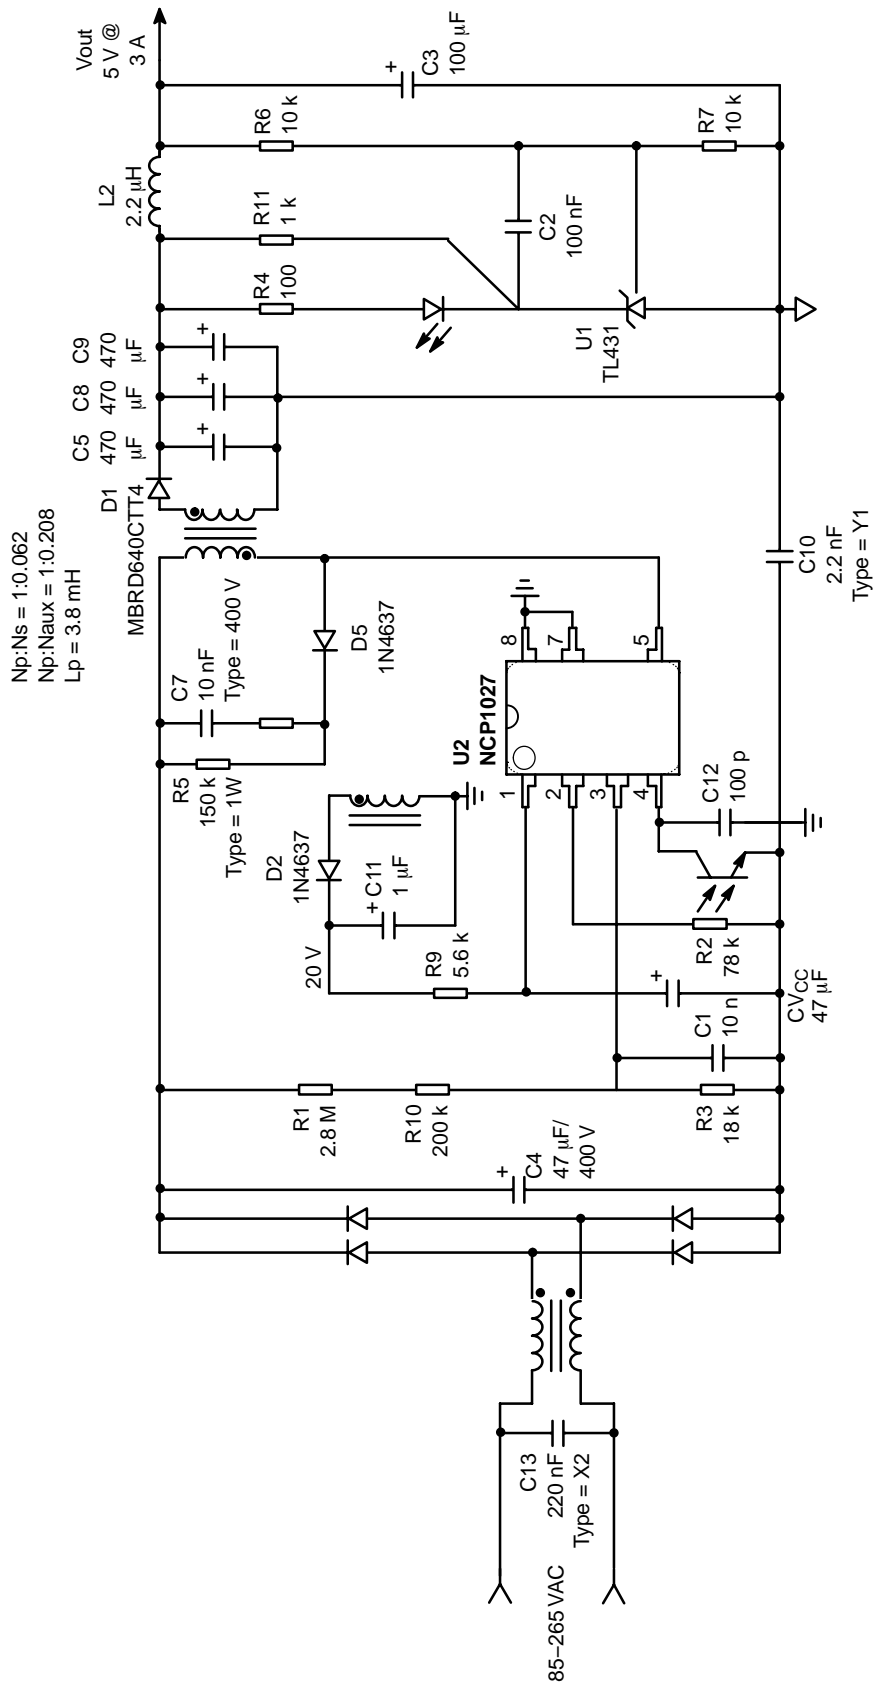 Vout
5 V @
3 A
C3
100 μF
R6
10 k
R7
10 k
L2
2.2 μH
R11
1 k
C2
100 nF
R4
100
U1
TL431
C9
470
μF
C8
470
μF
C5
470
μF
D1
MBRD640CTT4
Np:Ns = 1:0.062
Np:Naux = 1:0.208
Lp = 3.8 mH
C10
2.2 nF
Type = Y1
C7
10 nF
Type = 400 V
D5
1N4637
R5
150 k
Type = 1W
U2
NCP1027
8
7
5
1
2
3
4
D2
1N4637
C11
1 μF
20 V
R9
5.6 k
C12
100 p
R2
78 k
CVCC
47 μF
C1
10 n
R1
2.8 M
R10
200 k
R3
18 k
C4
47 μF/
400 V
C13
220 nF
Type = X2
85–265 VAC
+
+
+
+
+
+
+